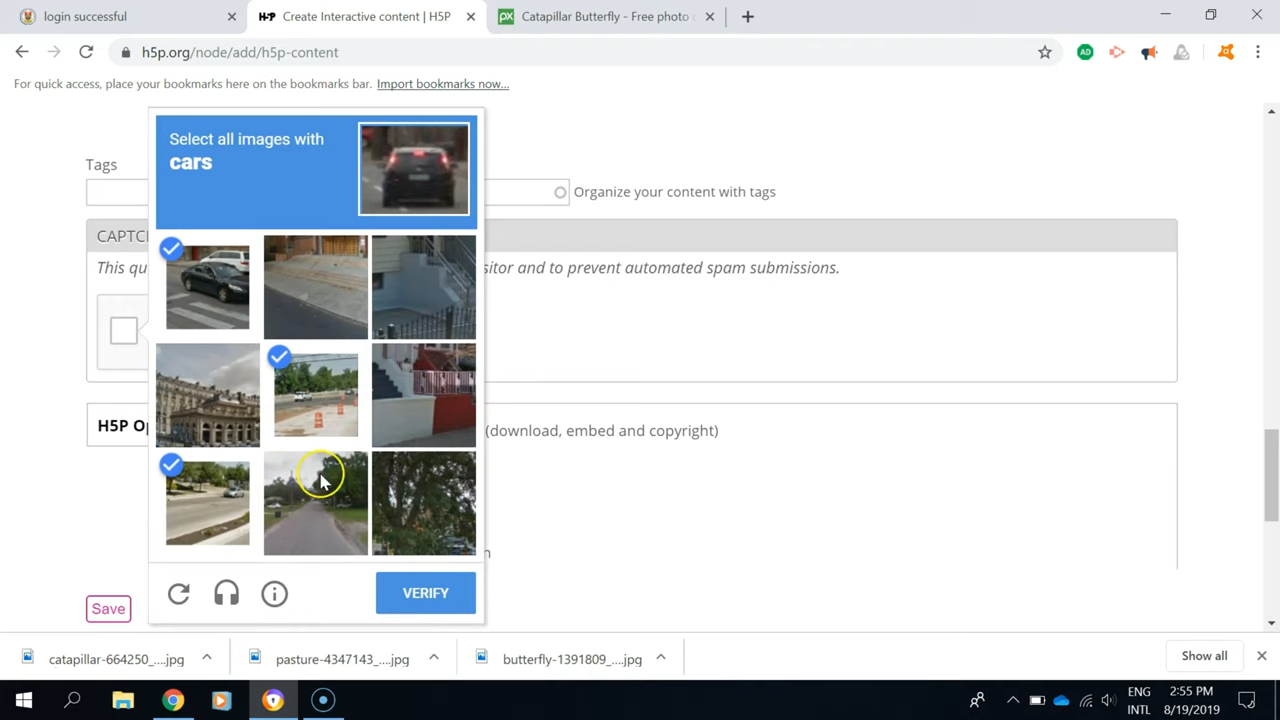 login successful
H-P Create Interactive content | H5P
px Catapillar Butterfly - Free photo
h5p.org/node/add/h5p-content
AD
For quick access, place your bookmarks here on the bookmarks bar. Import bookmarks now...
Select all images with
cars
Tags
Organize your content with tags
CAPTC
This qu sitor and to prevent automated spam submissions.
H5P Op (download, embed and copyright)
n
VERIFY
Save
catapillar-664250_....jpg
pasture-4347143_....jpg
butterfly-1391809_....jpg
Show all
ENG
INTL
2:55 PM
8/19/2019